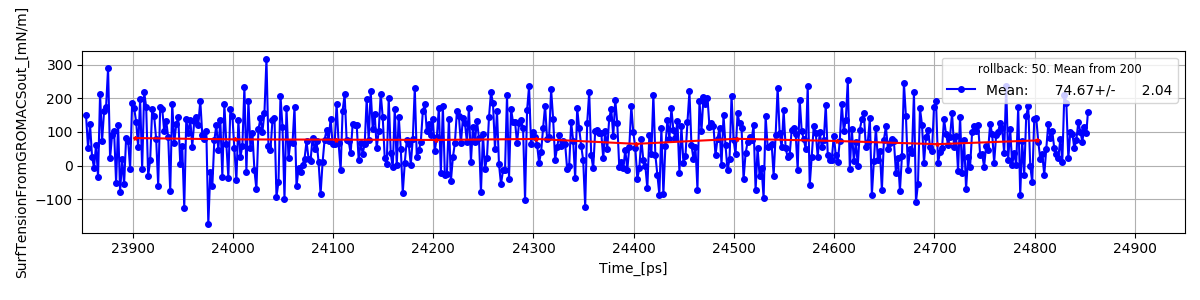 SurfTensionFromGROMACSout_[mN/m]
300
200
100
0
−100
rollback: 50. Mean from 200
Mean: 74.67+/- 2.04
23900 24000 24100 24200 24300 24400 24500 24600 24700 24800 24900
Time_[ps]